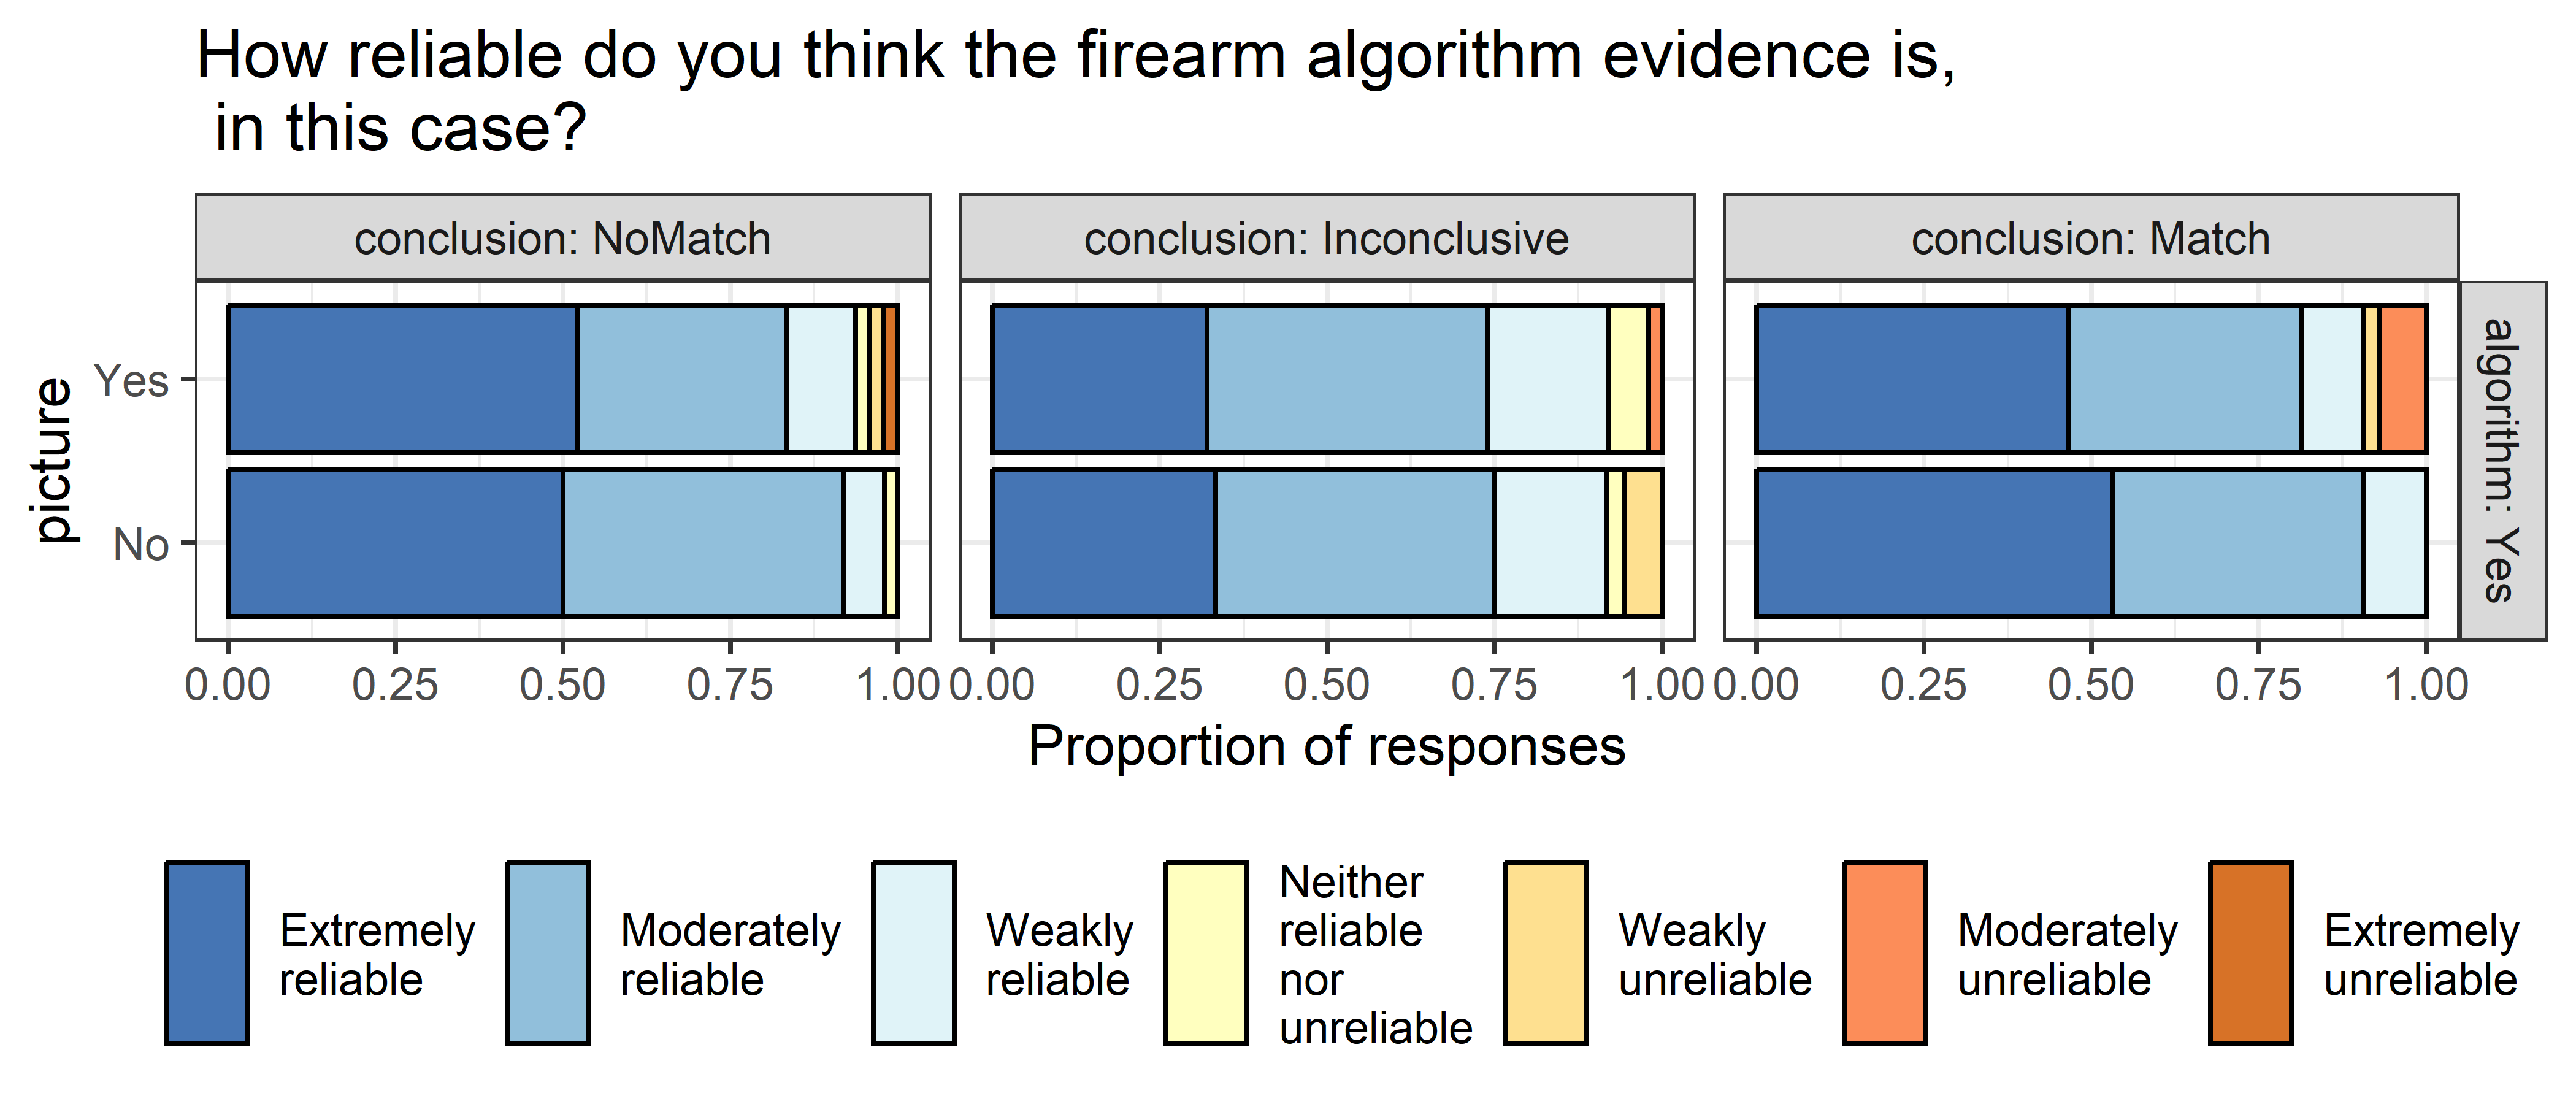 How reliable do you think the firearm algorithm evidence is,
in this case?
conclusion: NoMatch
conclusion: Inconclusive
conclusion: Match
algorithm: Yes
picture
Yes
No
0.00 0.25 0.50 0.75 1.00 0.00 0.25 0.50 0.75 1.00 0.00 0.25 0.50 0.75 1.00
Proportion of responses
Extremely
reliable
Moderately
reliable
Weakly
reliable
Neither
reliable
nor
unreliable
Weakly
unreliable
Moderately
unreliable
Extremely
unreliable